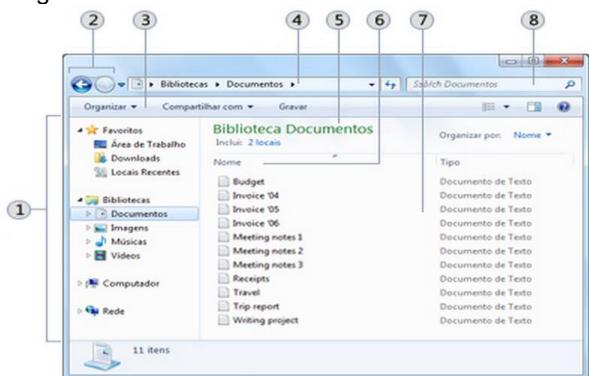 2 3 4 5 6 7 8
Bibliotecas Documentos
Documentos
Organizar Compartilhar com Gravar
1
Favoritos
Área de Trabalho
Downloads
Locais Recentes
Bibliotecas
Documentos
Imagens
Músicas
Vídeos
Computador
Rede
Biblioteca Documentos
Inclui: 2 locais
Organizar por: Nome
Nome Tipo
Budget Documento de Texto
Invoice '04 Documento de Texto
Invoice '05 Documento de Texto
Invoice '06 Documento de Texto
Meeting notes 1 Documento de Texto
Meeting notes 2 Documento de Texto
Meeting notes 3 Documento de Texto
Receipts Documento de Texto
Travel Documento de Texto
Trip report Documento de Texto
Writing project Documento de Texto
11 itens